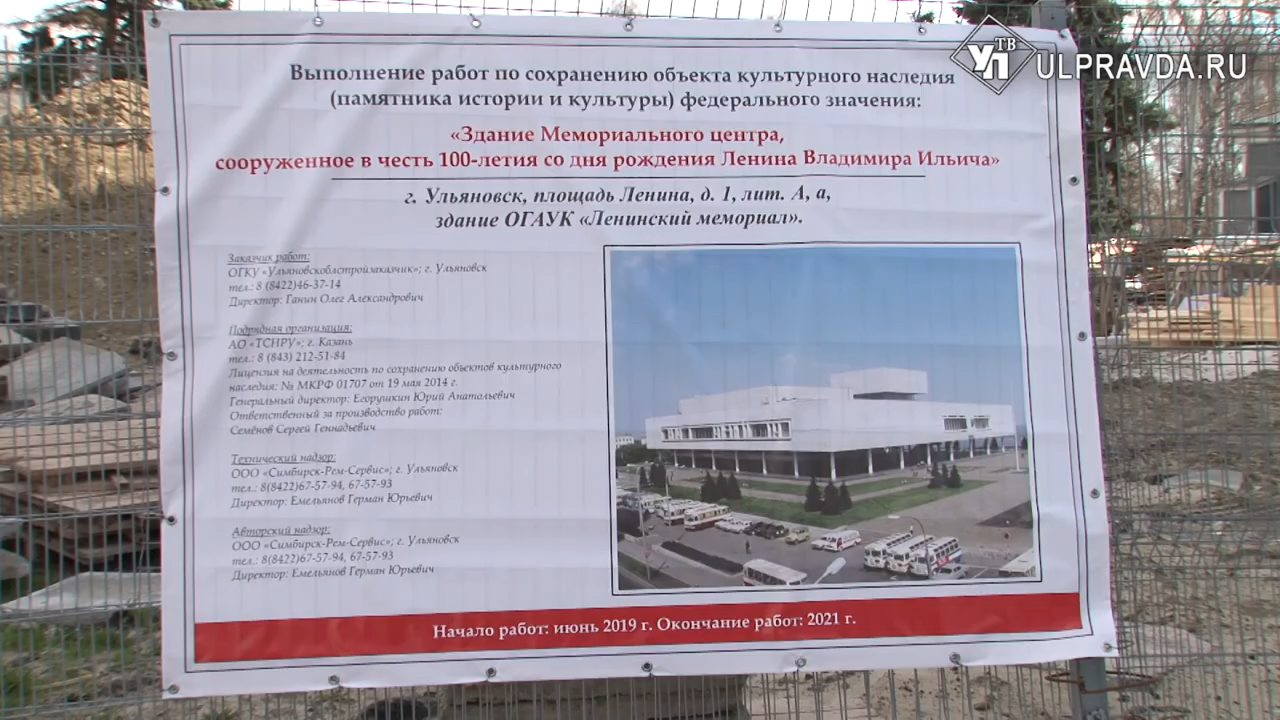 УП ТВ ULPRAVDA.RU
Выполнение работ по сохранению объекта культурного наследия
(памятника истории и культуры) федерального значения:
«Здание Мемориального центра,
сооруженное в честь 100-летия со дня рождения Ленина Владимира Ильича»
г. Ульяновск, площадь Ленина, д. 1, лит. А, а,
здание ОГАУК «Ленинский мемориал».
Заказчик работ:
ОГКУ «Ульяновскоблстройзаказчик»; г. Ульяновск
тел.: 8 (8422)46-37-14
Директор: Ганин Олег Александрович
Подрядная организация:
АО «ТСНРУ»; г. Казань
тел.: 8 (843) 212-51-84
Лицензия на деятельность по сохранению объектов культурного
наследия: № МКРФ 01707 от 19 мая 2014 г.
Генеральный директор: Егорушкин Юрий Анатольевич
Ответственный за производство работ:
Семёнов Сергей Геннадьевич
Технический надзор:
ООО «Симбирск-Рем-Сервис»; г. Ульяновск
тел.: 8(8422)67-57-94, 67-57-93
Директор: Емельянов Герман Юрьевич
Авторский надзор:
ООО «Симбирск-Рем-Сервис»; г. Ульяновск
тел.: 8(8422)67-57-94, 67-57-93
Директор: Емельянов Герман Юрьевич
Начало работ: июнь 2019 г. Окончание работ: 2021 г.